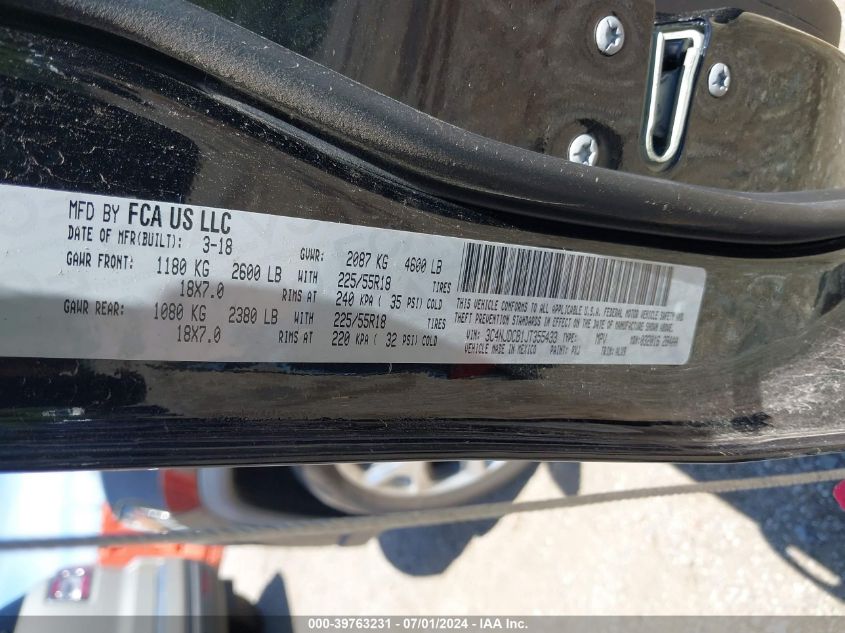 MFD BY FCA US LLC
DATE OF MFR(BUILT): 3-18 GVWR: 2087 KG 4600 LB
GAWR FRONT: 1180 KG 2600 LB WITH 225/55R18 TIRES
18X7.0 RIMS AT 240 KPA ( 35 PSI) COLD
GAWR REAR: 1080 KG 2380 LB WITH 225/55R18 TIRES
18X7.0 RIMS AT 220 KPA ( 32 PSI) COLD
THIS VEHICLE CONFORMS TO ALL APPLICABLE U.S.A. FEDERAL MOTOR VEHICLE SAFETY AND
THEFT PREVENTION STANDARDS IN EFFECT ON THE DATE OF MANUFACTURE SHOWN ABOVE.
VIN: 3C4NJDCB1JT355433 TYPE: MPV
VEHICLE MADE IN MEXICO PAINT: TRIM:
000-39763231 - 07/01/2024 - IAA Inc.